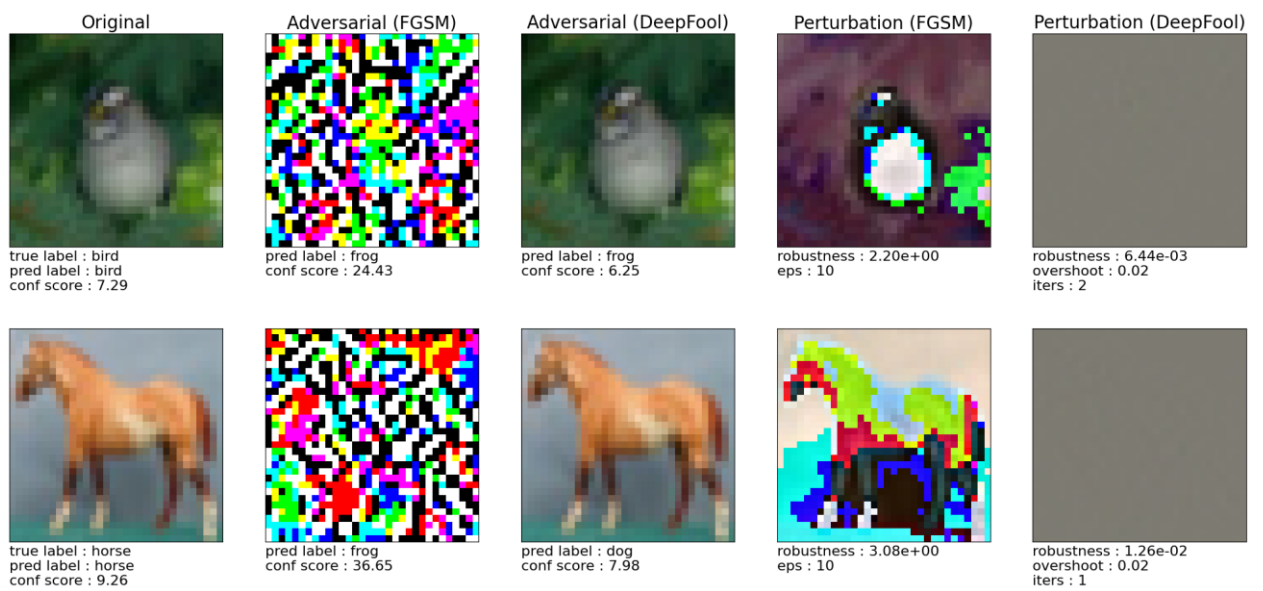 Original
Adversarial (FGSM)
Adversarial (DeepFool)
Perturbation (FGSM)
Perturbation (DeepFool)
true label : bird
pred label : bird
conf score : 7.29
pred label : frog
conf score : 24.43
pred label : frog
conf score : 6.25
robustness : 2.20e+00
eps : 10
robustness : 6.44e-03
overshoot : 0.02
iters : 2
true label : horse
pred label : horse
conf score : 9.26
pred label : frog
conf score : 36.65
pred label : dog
conf score : 7.98
robustness : 3.08e+00
eps : 10
robustness : 1.26e-02
overshoot : 0.02
iters : 1